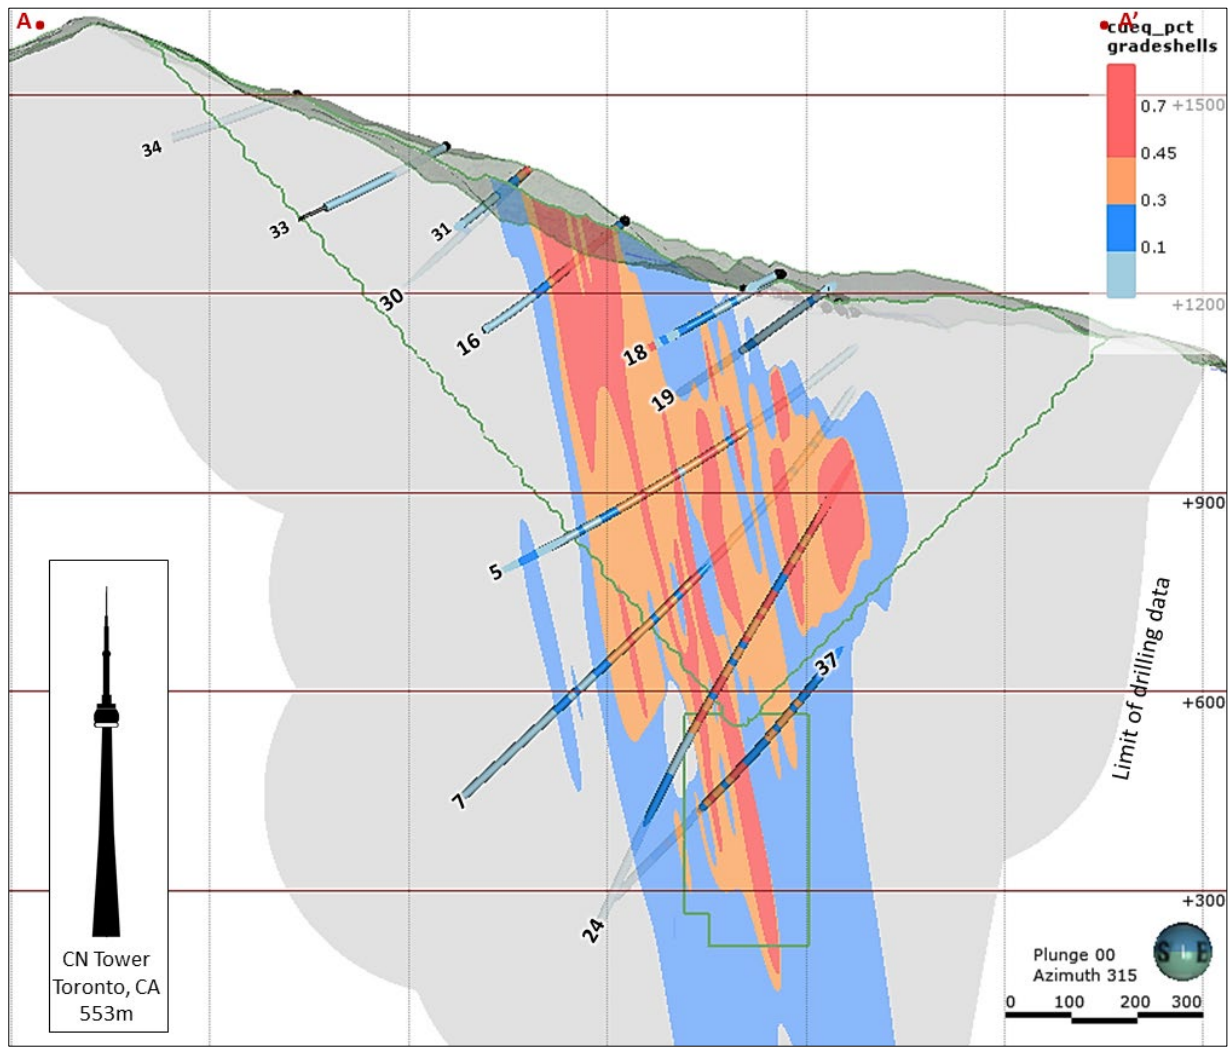 A
A'
cueq_pct
gradeshells
0.7
+1500
0.45
0.3
0.1
+1200
34
33
31
30
16
18
19
+900
5
37
+600
Limit of drilling data
7
24
+300
CN Tower
Toronto, CA
553m
S E
Plunge 00
Azimuth 315
0 100 200 300